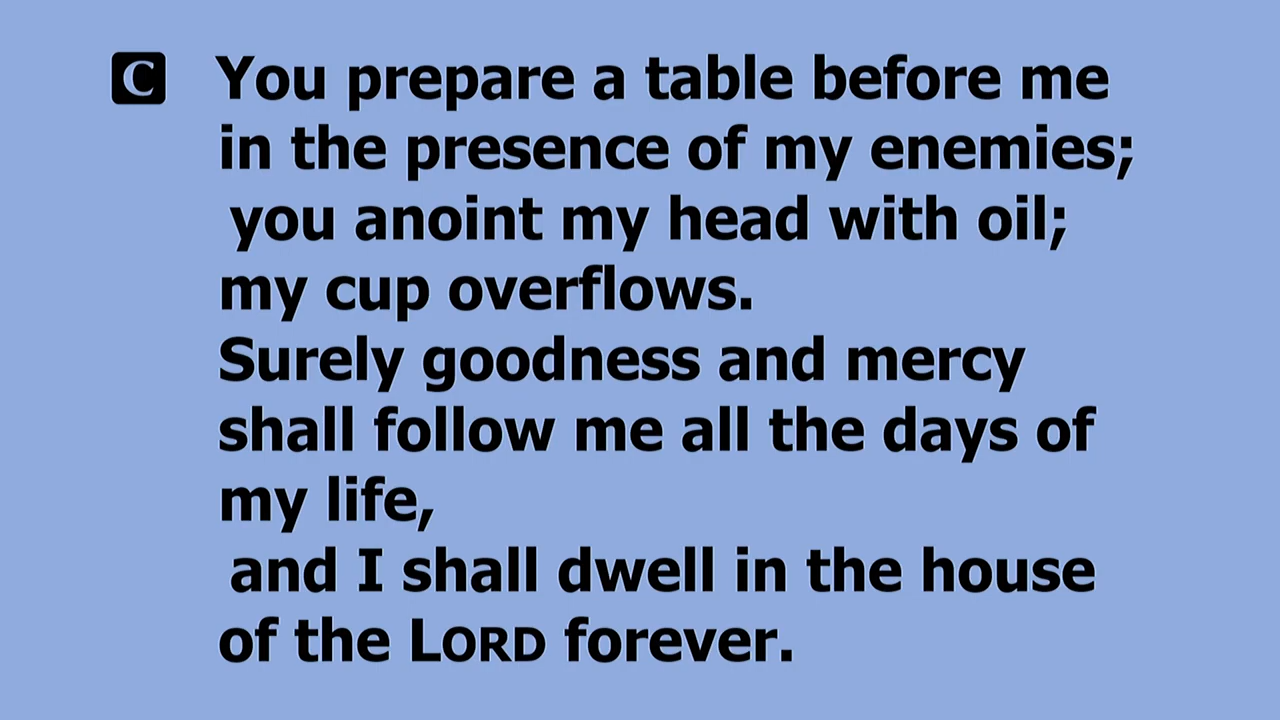 C You prepare a table before me
in the presence of my enemies;
you anoint my head with oil;
my cup overflows.
Surely goodness and mercy
shall follow me all the days of
my life,
and I shall dwell in the house
of the LORD forever.